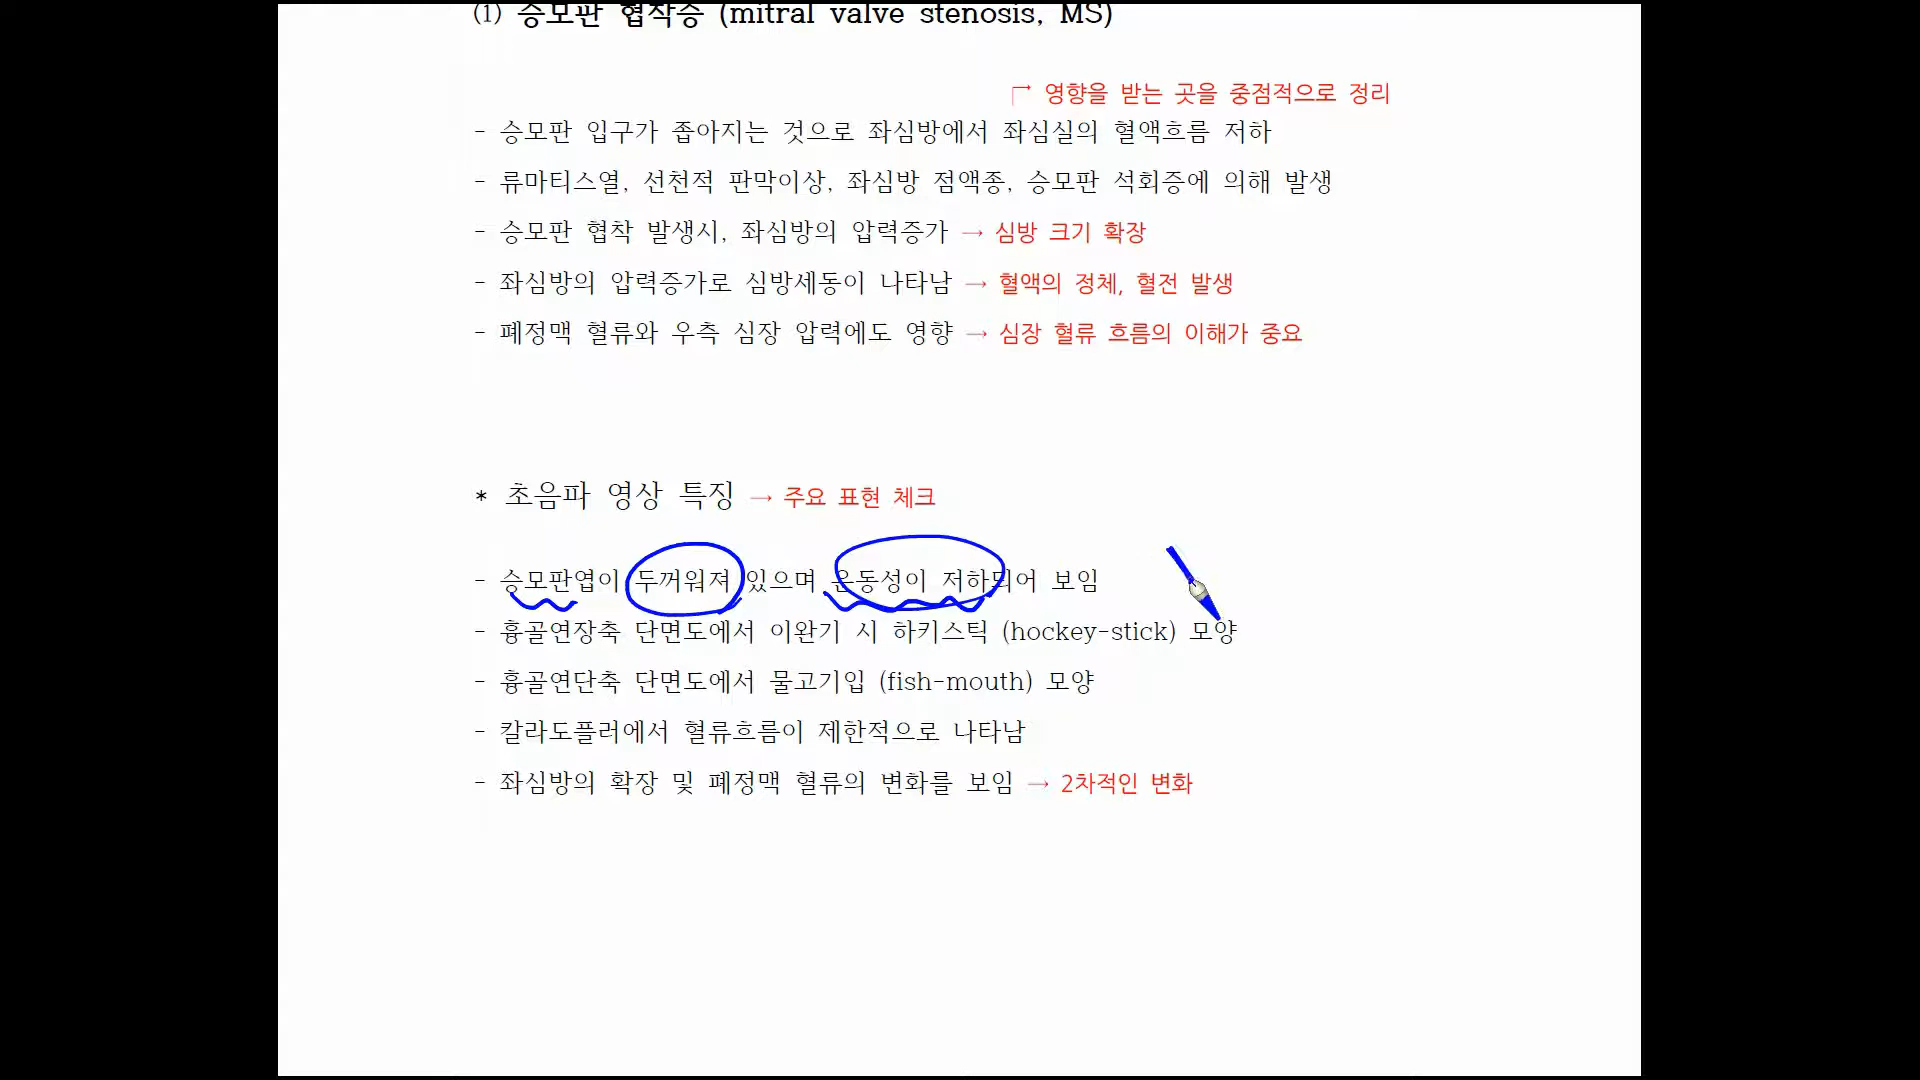 (1) 승모판 협착증 (mitral valve stenosis, MS)
영향을 받는 곳을 중점적으로 정리
- 승모판 입구가 좁아지는 것으로 좌심방에서 좌심실의 혈액흐름 저하
- 류마티스열, 선천적 판막이상, 좌심방 점액종, 승모판 석회증에 의해 발생
- 승모판 협착 발생시, 좌심방의 압력증가 → 심방 크기 확장
- 좌심방의 압력증가로 심방세동이 나타남 → 혈액의 정체, 혈전 발생
- 폐정맥 혈류와 우측 심장 압력에도 영향 → 심장 혈류 흐름의 이해가 중요
* 초음파 영상 특징 → 주요 표현 체크
- 승모판엽이 두꺼워져 있으며 운동성이 저하되어 보임
- 흉골연장축 단면도에서 이완기 시 하키스틱 (hockey-stick) 모양
- 흉골연단축 단면도에서 물고기입 (fish-mouth) 모양
- 칼라도플러에서 혈류흐름이 제한적으로 나타남
- 좌심방의 확장 및 폐정맥 혈류의 변화를 보임 → 2차적인 변화